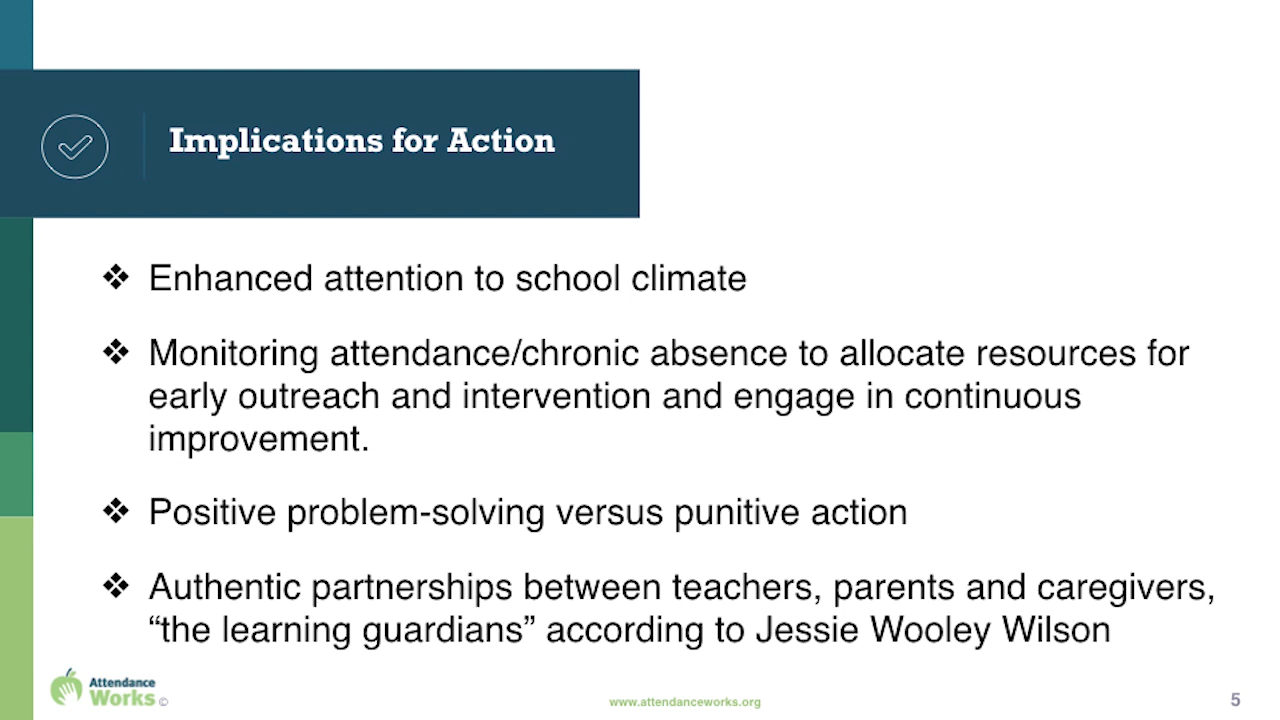 Implications for Action
❖ Enhanced attention to school climate
❖ Monitoring attendance/chronic absence to allocate resources for
early outreach and intervention and engage in continuous
improvement.
❖ Positive problem-solving versus punitive action
❖ Authentic partnerships between teachers, parents and caregivers,
“the learning guardians” according to Jessie Wooley Wilson
Attendance
Works ©
www.attendanceworks.org
5